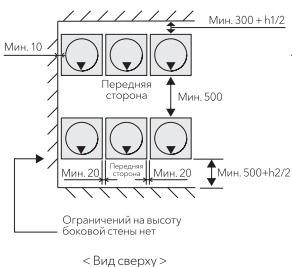 Мин. 300 + h1/2
Мин. 10
Передняя
сторона
Мин. 500
Передняя
сторона
Мин. 20
Мин. 20
Мин. 500+h2/2
Ограничений на высоту
боковой стены нет
< Вид сверху >